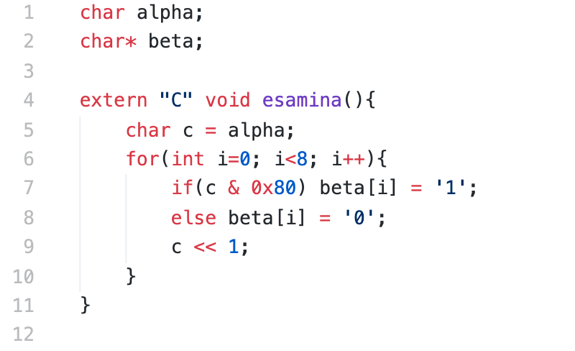 1 char alpha;
2 char* beta;
3
4 extern "C" void esamina(){
5 char c = alpha;
6 for(int i=0; i<8; i++){
7 if(c & 0x80) beta[i] = '1';
8 else beta[i] = '0';
9 c << 1;
10 }
11 }
12